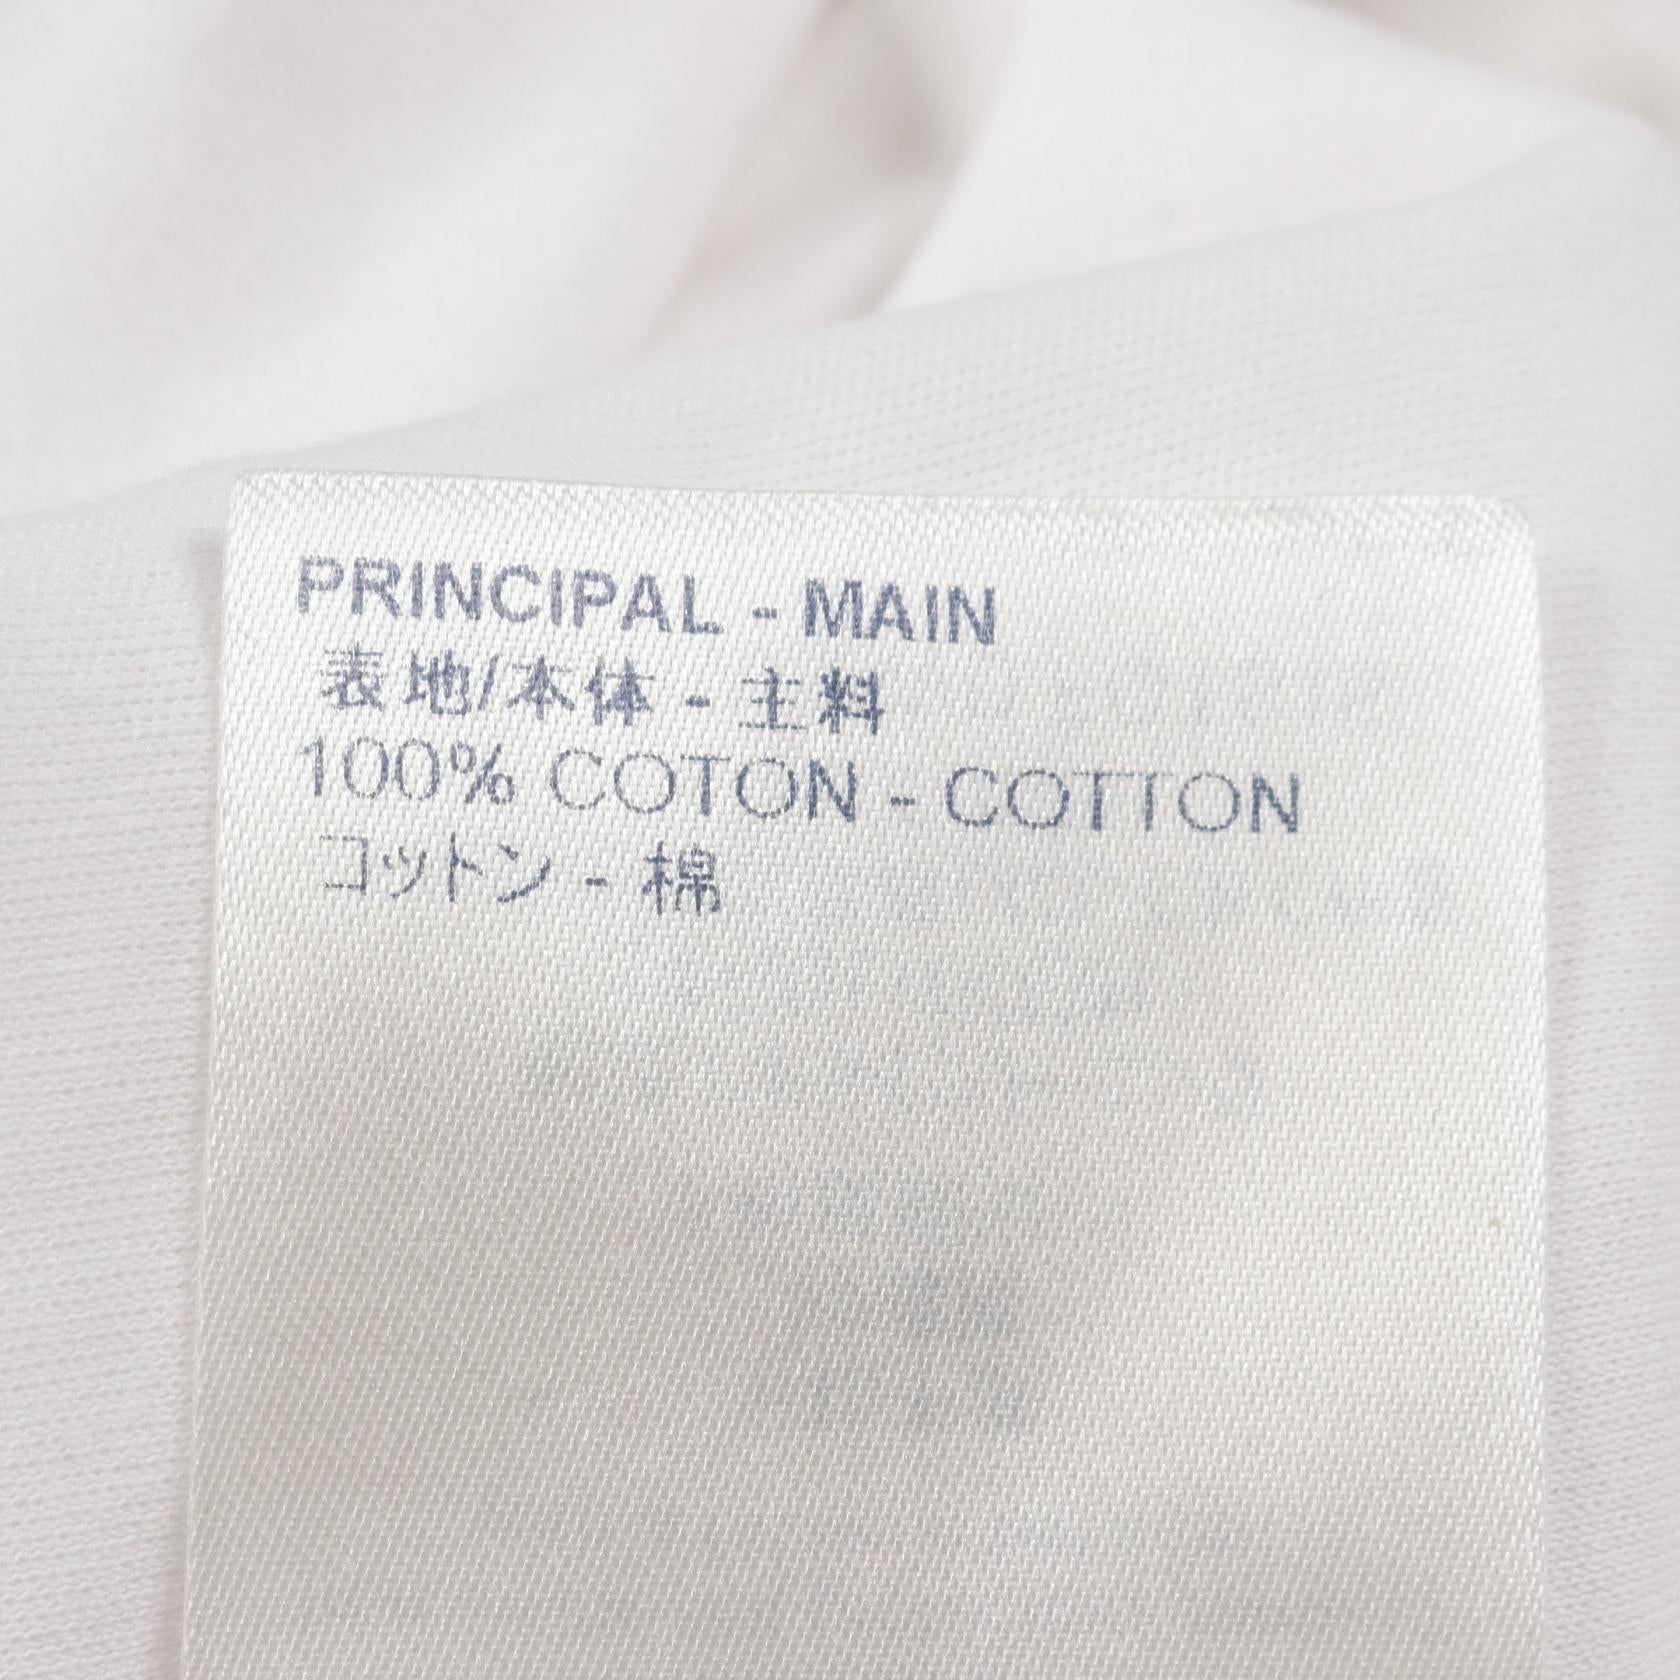 PRINCIPAL - MAIN
表地/本体 - 主料
100% COTON - COTTON
コットン - 棉